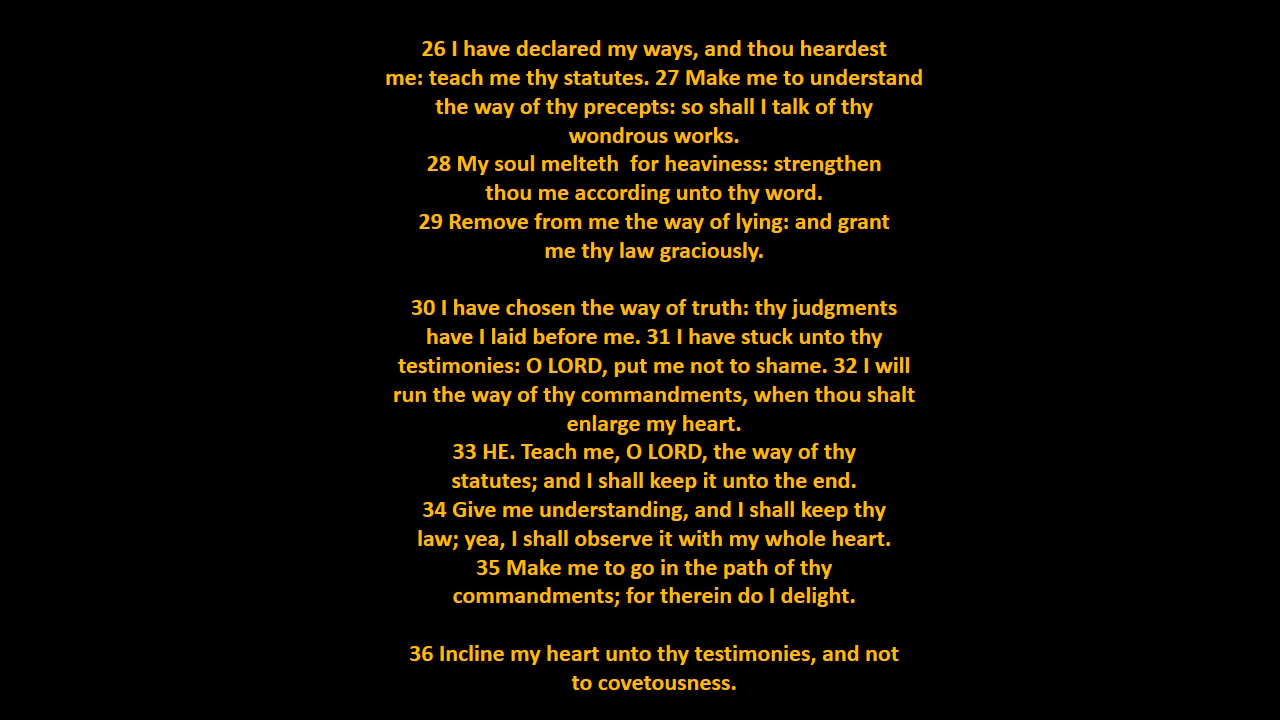 26 I have declared my ways, and thou heardest
me: teach me thy statutes. 27 Make me to understand
the way of thy precepts: so shall I talk of thy
wondrous works.
28 My soul melteth  for heaviness: strengthen
thou me according unto thy word.
29 Remove from me the way of lying: and grant
me thy law graciously.
30 I have chosen the way of truth: thy judgments
have I laid before me. 31 I have stuck unto thy
testimonies: O LORD, put me not to shame. 32 I will
run the way of thy commandments, when thou shalt
enlarge my heart.
33 HE. Teach me, O LORD, the way of thy
statutes; and I shall keep it unto the end.
34 Give me understanding, and I shall keep thy
law; yea, I shall observe it with my whole heart.
35 Make me to go in the path of thy
commandments; for therein do I delight.
36 Incline my heart unto thy testimonies, and not
to covetousness.